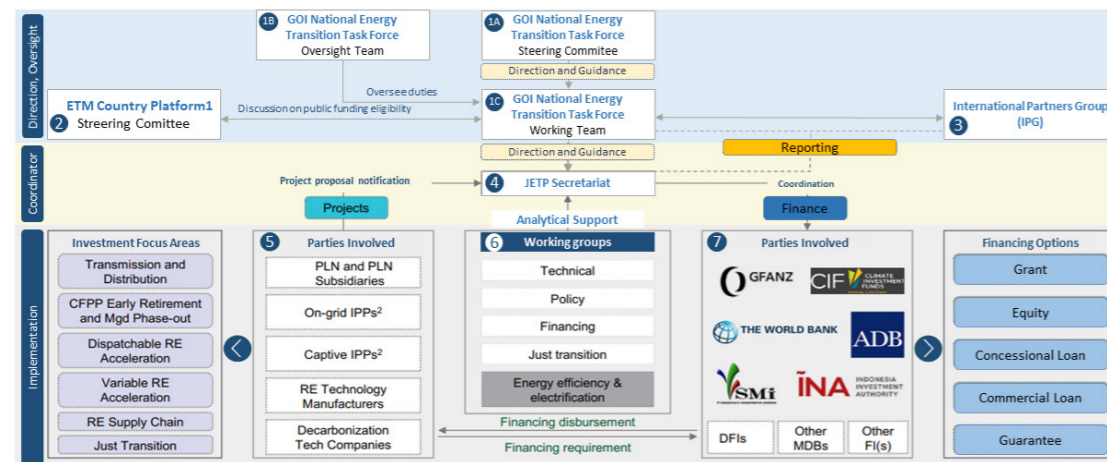 Direction, Oversight
1B
GOI National Energy
Transition Task Force
Oversight Team
1A
GOI National Energy
Transition Task Force
Steering Commitee
Direction and Guidance
Oversee duties
ETM Country Platform1
2
Streering Comittee
Discussion on public funding eligibility
1C
GOI National Energy
Transition Task Force
Working Team
International Partners Group
3
(IPG)
Direction and Guidance
Reporting
Coordinator
Project proposal notification
4
JETP Secretariat
Coordination
Projects
Analytical Support
Finance
Implementation
Investment Focus Areas
Transmission and
Distribution
CFPP Early Retirement
and Mgd Phase-out
Dispatchable RE
Acceleration
Variable RE
Acceleration
RE Supply Chain
Just Transition
5
Parties Involved
PLN and PLN
Subsidiaries
On-grid IPPs²
Captive IPPs²
RE Technology
Manufacturers
Decarbonization
Tech Companies
6
Working groups
Technical
Policy
Financing
Just transition
Energy efficiency &
electrification
Financing disbursement
Financing requirement
7
Parties Involved
GFANZ
CIF
CLIMATE
INVESTMENT
FUNDS
THE WORLD BANK
ADB
SMi
INA
INDONESIA
INVESTMENT
AUTHORITY
DFIs
Other
MDBs
Other
FI(s)
Financing Options
Grant
Equity
Concessional Loan
Commercial Loan
Guarantee